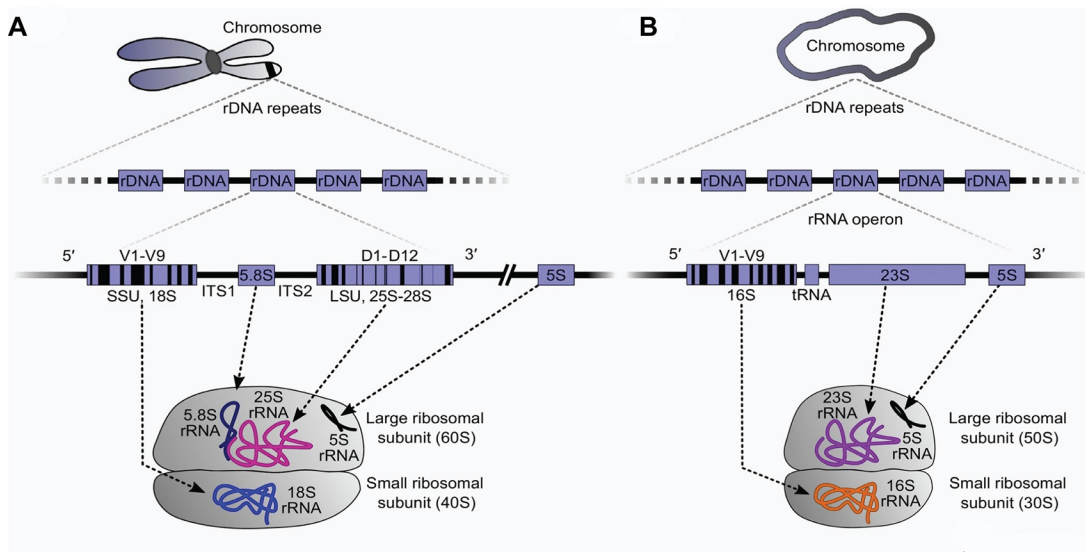 A
Chromosome
rDNA repeats
rDNA rDNA rDNA rDNA rDNA
5′ V1-V9 D1-D12 3′
5.8S 5S
SSU, 18S ITS1 ITS2 LSU, 25S-28S
5.8S
rRNA
25S
rRNA
5S
rRNA
Large ribosomal
subunit (60S)
18S
rRNA
Small ribosomal
subunit (40S)
B
Chromosome
rDNA repeats
rDNA rDNA rDNA rDNA rDNA
rRNA operon
5′ V1-V9 3′
23S 5S
16S tRNA
23S
rRNA
5S
rRNA
Large ribosomal
subunit (50S)
16S
rRNA
Small ribosomal
subunit (30S)